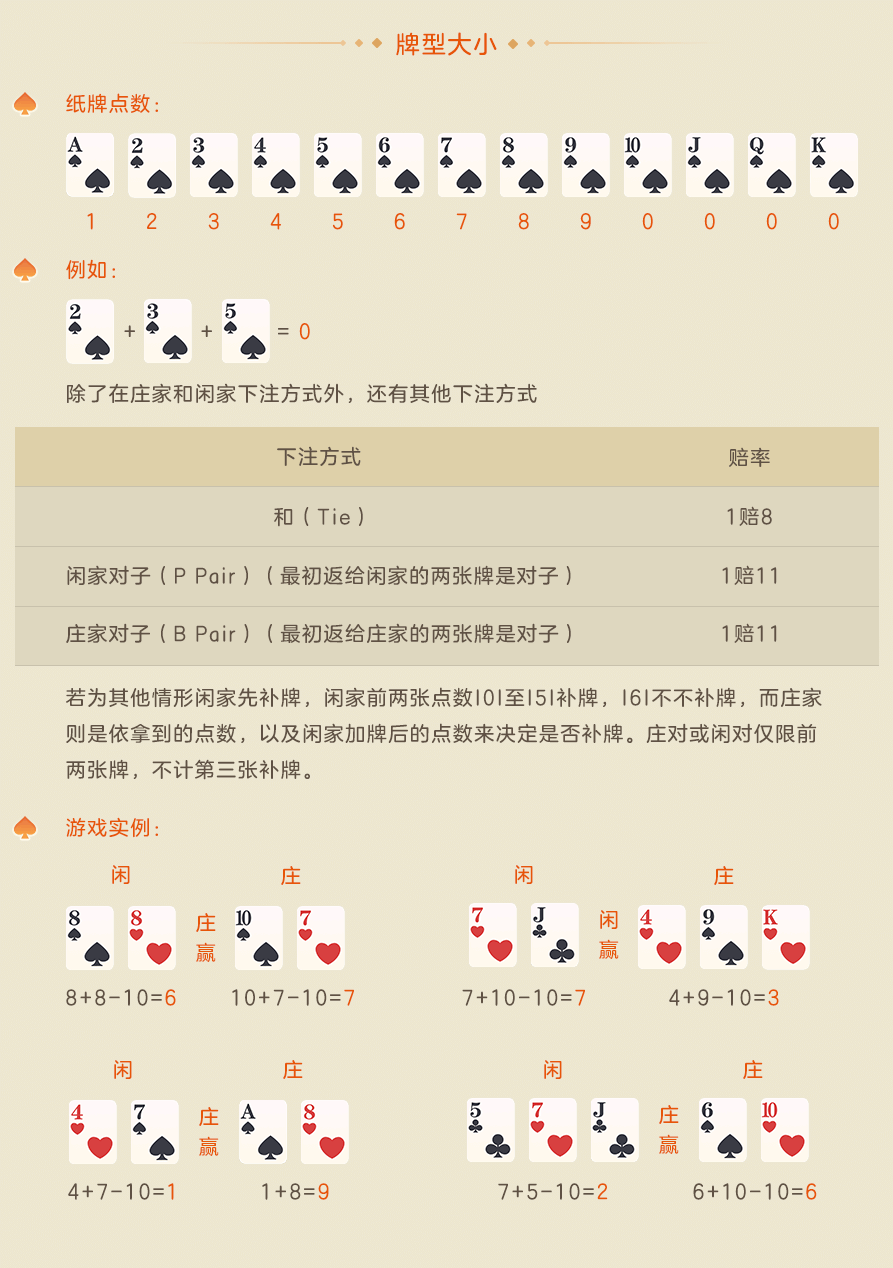 牌型大小
纸牌点数:
A 2 3 4 5 6 7 8 9 10 J Q K
1 2 3 4 5 6 7 8 9 0 0 0 0
例如:
2 + 3 + 5 = 0
除了在庄家和闲家下注方式外，还有其他下注方式
下注方式 赔率
和（Tie） 1赔8
闲家对子（P Pair）（最初返给闲家的两张牌是对子） 1赔11
庄家对子（B Pair）（最初返给庄家的两张牌是对子） 1赔11
若为其他情形闲家先补牌，闲家前两张点数|0|至|5|补牌，|6|不不补牌，而庄家
则是依拿到的点数，以及闲家加牌后的点数来决定是否补牌。庄对或闲对仅限前
两张牌，不计第三张补牌。
游戏实例:
闲 庄
8 8 庄赢 10 7
8+8-10=6 10+7-10=7
闲 庄
7 J 闲赢 4 9 K
7+10-10=7 4+9-10=3
闲 庄
4 7 庄赢 A 8
4+7-10=1 1+8=9
闲 庄
5 7 J 庄赢 6 10
7+5-10=2 6+10-10=6